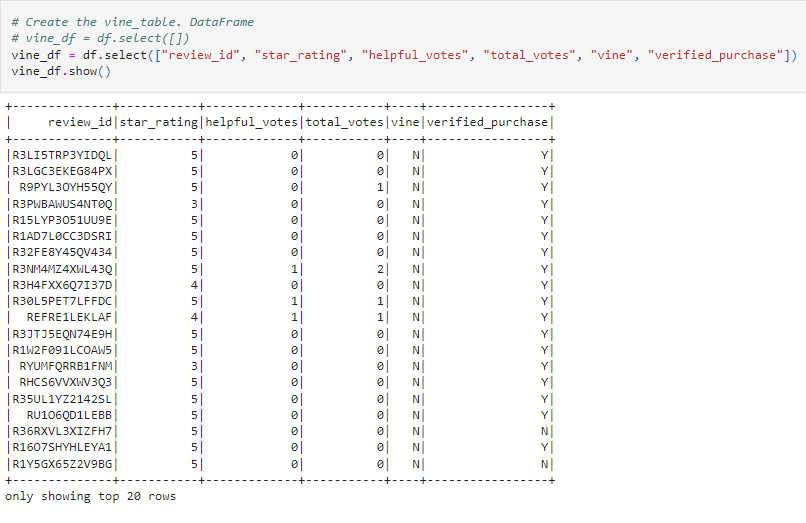 # Create the vine_table. DataFrame
# vine_df = df.select([])
vine_df = df.select(["review_id", "star_rating", "helpful_votes", "total_votes", "vine", "verified_purchase"])
vine_df.show()
+--------------+-----------+-------------+-----------+----+-----------------+
|     review_id|star_rating|helpful_votes|total_votes|vine|verified_purchase|
+--------------+-----------+-------------+-----------+----+-----------------+
|R3LI5TRP3YIDQL|          5|            0|          0|   N|                Y|
|R3LGC3EKEG84PX|          5|            0|          0|   N|                Y|
| R9PYL3OYH55QY|          5|            0|          1|   N|                Y|
|R3PWBAWUS4NT0Q|          3|            0|          0|   N|                Y|
|R15LYP3O51UU9E|          5|            0|          0|   N|                Y|
|R1AD7L0CC3DSRI|          5|            0|          0|   N|                Y|
|R32FE8Y45QV434|          5|            0|          0|   N|                Y|
|R3NM4MZ4XWL43Q|          5|            1|          2|   N|                Y|
|R3H4FXX6Q7I37D|          4|            0|          0|   N|                Y|
|R30L5PET7LFFDC|          5|            1|          1|   N|                Y|
| REFRE1LEKLAF|          4|            1|          1|   N|                Y|
|R3JTJ5EQN74E9H|          5|            0|          0|   N|                Y|
|R1W2F091LCOAW5|          5|            0|          0|   N|                Y|
| RYUMFQRRB1FNM|          3|            0|          0|   N|                Y|
| RHCS6VVXWV3Q3|          5|            0|          0|   N|                Y|
|R35UL1YZ2142SL|          5|            0|          0|   N|                Y|
|  RU1O6QD1LEBB|          5|            0|          0|   N|                Y|
|R36RXVL3XIZFH7|          5|            0|          0|   N|                N|
|R16O7SHYHLEYA1|          5|            0|          0|   N|                Y|
|R1Y5GX65Z2V9BG|          5|            0|          0|   N|                N|
+--------------+-----------+-------------+-----------+----+-----------------+
only showing top 20 rows